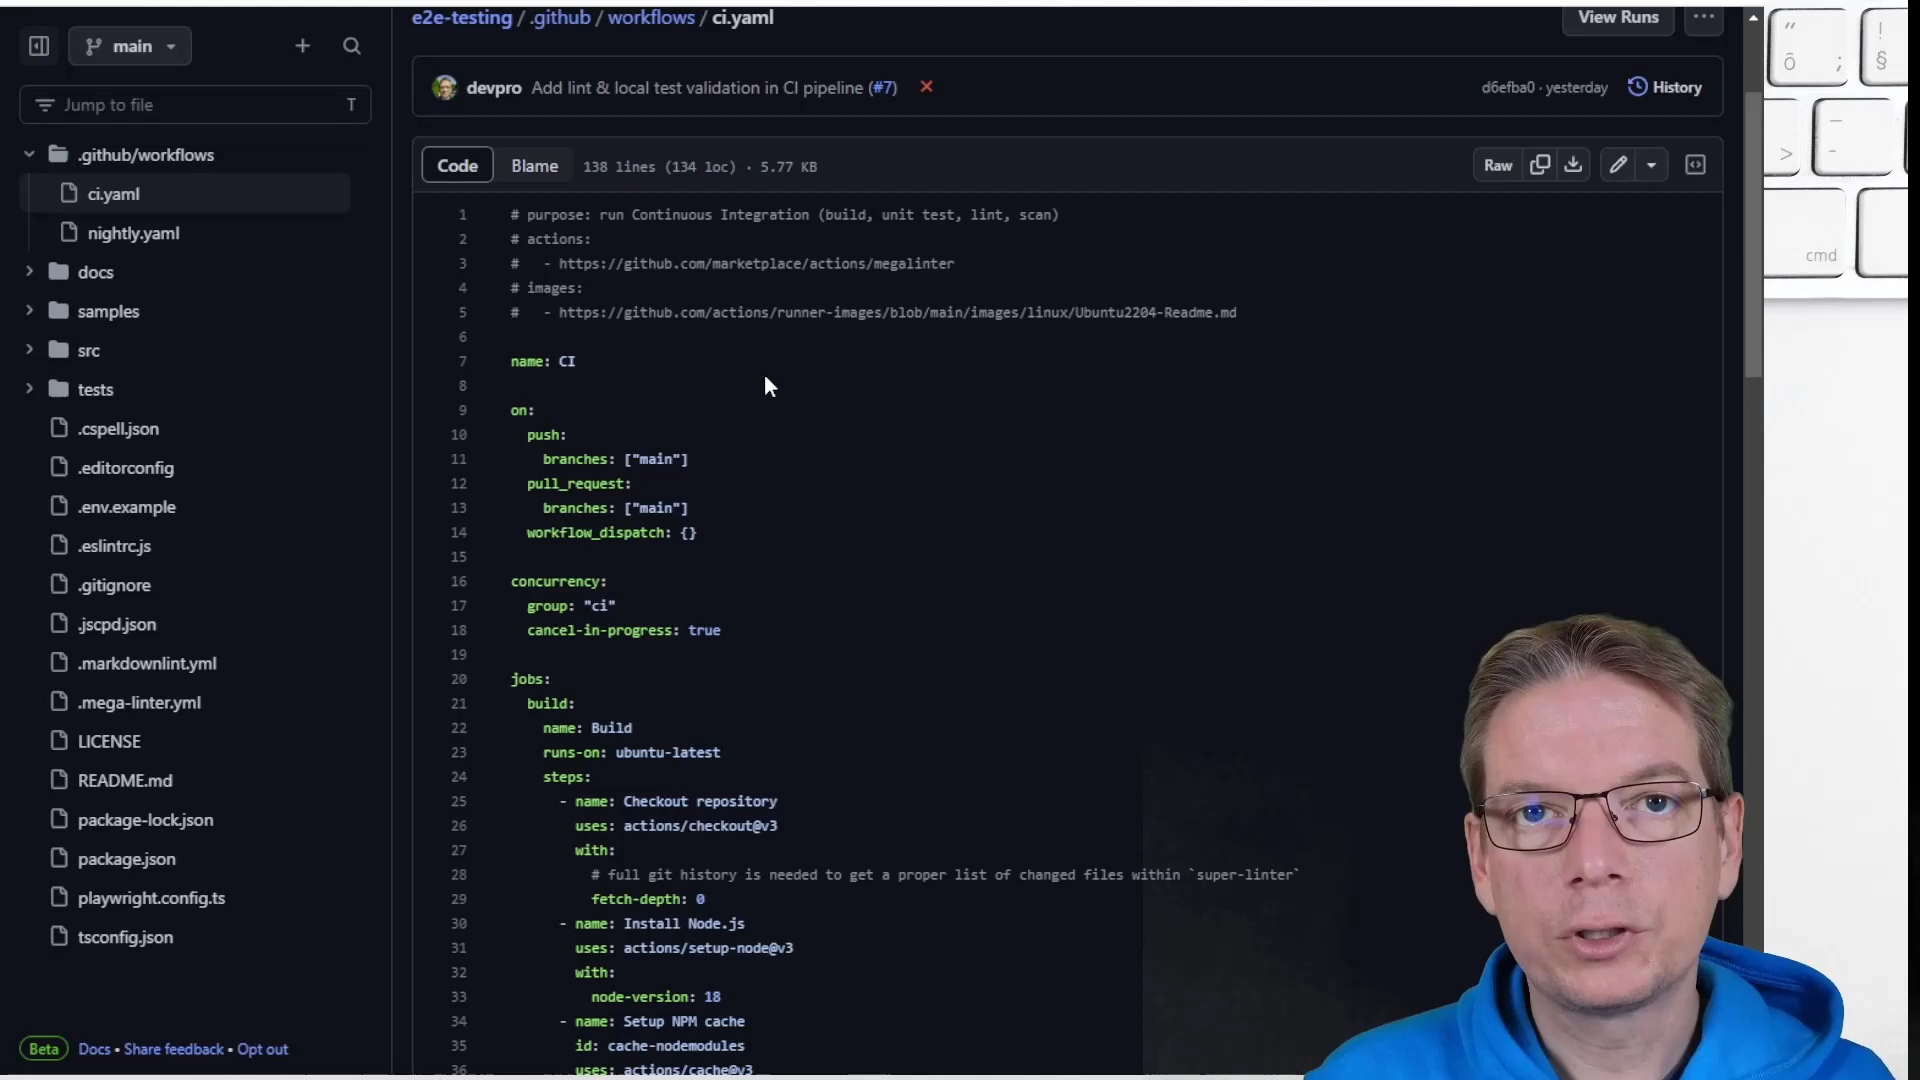 e2e-testing / .github / workflows / ci.yaml
View Runs
main
Jump to file
T
devpro Add lint & local test validation in CI pipeline (#7)
d6efba0 · yesterday
History
Code
Blame
138 lines (134 loc) · 5.77 KB
Raw
.github/workflows
ci.yaml
nightly.yaml
docs
samples
src
tests
.cspell.json
.editorconfig
.env.example
.eslintrc.js
.gitignore
.jscpd.json
.markdownlint.yml
.mega-linter.yml
LICENSE
README.md
package-lock.json
package.json
playwright.config.ts
tsconfig.json
Beta
Docs • Share feedback • Opt out
1 # purpose: run Continuous Integration (build, unit test, lint, scan)
2 # actions:
3 #   - https://github.com/marketplace/actions/megalinter
4 # images:
5 #   - https://github.com/actions/runner-images/blob/main/images/linux/Ubuntu2204-Readme.md
6
7 name: CI
8
9 on:
10   push:
11     branches: ["main"]
12   pull_request:
13     branches: ["main"]
14   workflow_dispatch: {}
15
16 concurrency:
17   group: "ci"
18   cancel-in-progress: true
19
20 jobs:
21   build:
22     name: Build
23     runs-on: ubuntu-latest
24     steps:
25       - name: Checkout repository
26         uses: actions/checkout@v3
27         with:
28           # full git history is needed to get a proper list of changed files within `super-linter`
29           fetch-depth: 0
30       - name: Install Node.js
31         uses: actions/setup-node@v3
32         with:
33           node-version: 18
34       - name: Setup NPM cache
35         id: cache-nodemodules
36         uses: actions/cache@v3
“ !
Õ ; §
>
cmd